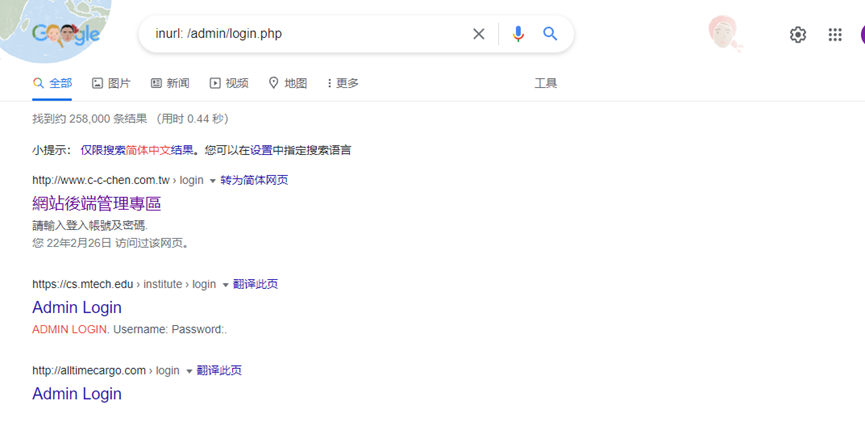 Google
inurl: /admin/login.php
全部 图片 新闻 视频 地图 更多 工具
找到约 258,000 条结果 （用时 0.44 秒）
小提示： 仅限搜索简体中文结果。您可以在设置中指定搜索语言
http://www.c-c-chen.com.tw › login 转为简体网页
網站後端管理專區
請輸入登入帳號及密碼.
您 22年2月26日 访问过该网页。
https://cs.mtech.edu › institute › login 翻译此页
Admin Login
ADMIN LOGIN. Username: Password:.
http://alltimecargo.com › login 翻译此页
Admin Login